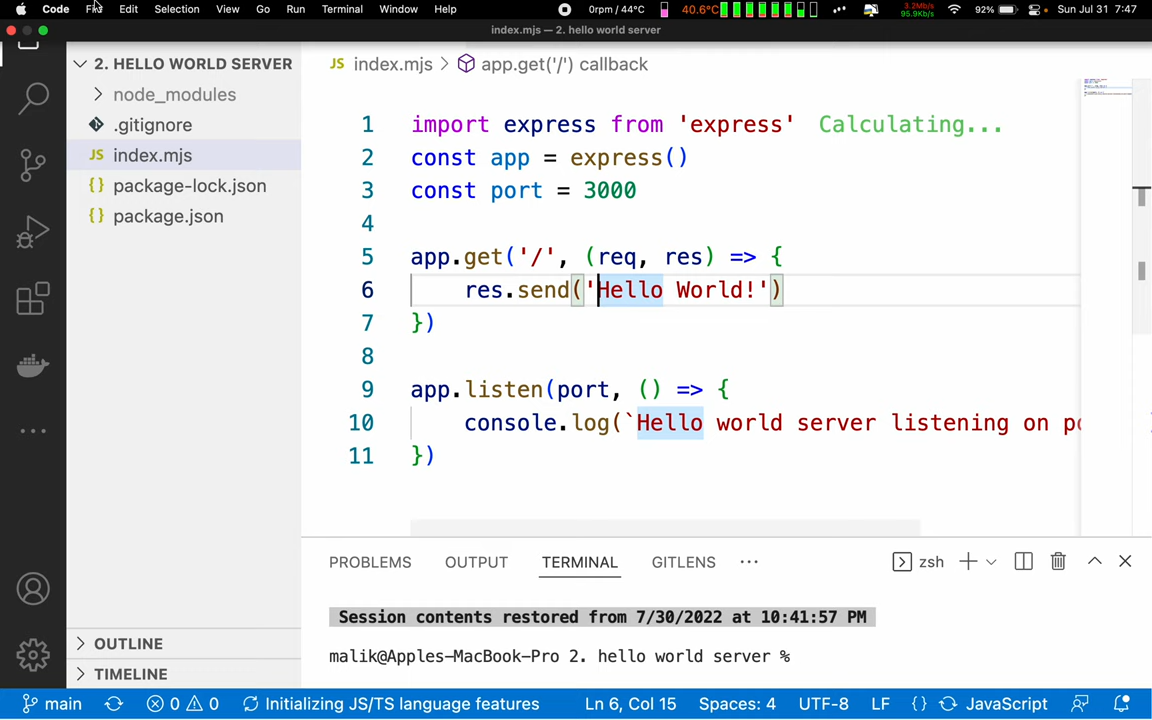 Code File Edit Selection View Go Run Terminal Window Help 0rpm / 44°C 40.6°C 3.2Mb/s 95.9Kb/s 92% Sun Jul 31 7:47
index.mjs — 2. hello world server
2. HELLO WORLD SERVER
node_modules
.gitignore
JS index.mjs
{} package-lock.json
{} package.json
OUTLINE
TIMELINE
JS index.mjs > app.get('/') callback
1 import express from 'express' Calculating...
2 const app = express()
3 const port = 3000
4
5 app.get('/', (req, res) => {
6 res.send('Hello World!')
7 })
8
9 app.listen(port, () => {
10 console.log(`Hello world server listening on po
11 })
PROBLEMS OUTPUT TERMINAL GITLENS ··· zsh
Session contents restored from 7/30/2022 at 10:41:57 PM
malik@Apples-MacBook-Pro 2. hello world server %
main 0 0 Initializing JS/TS language features Ln 6, Col 15 Spaces: 4 UTF-8 LF {} JavaScript